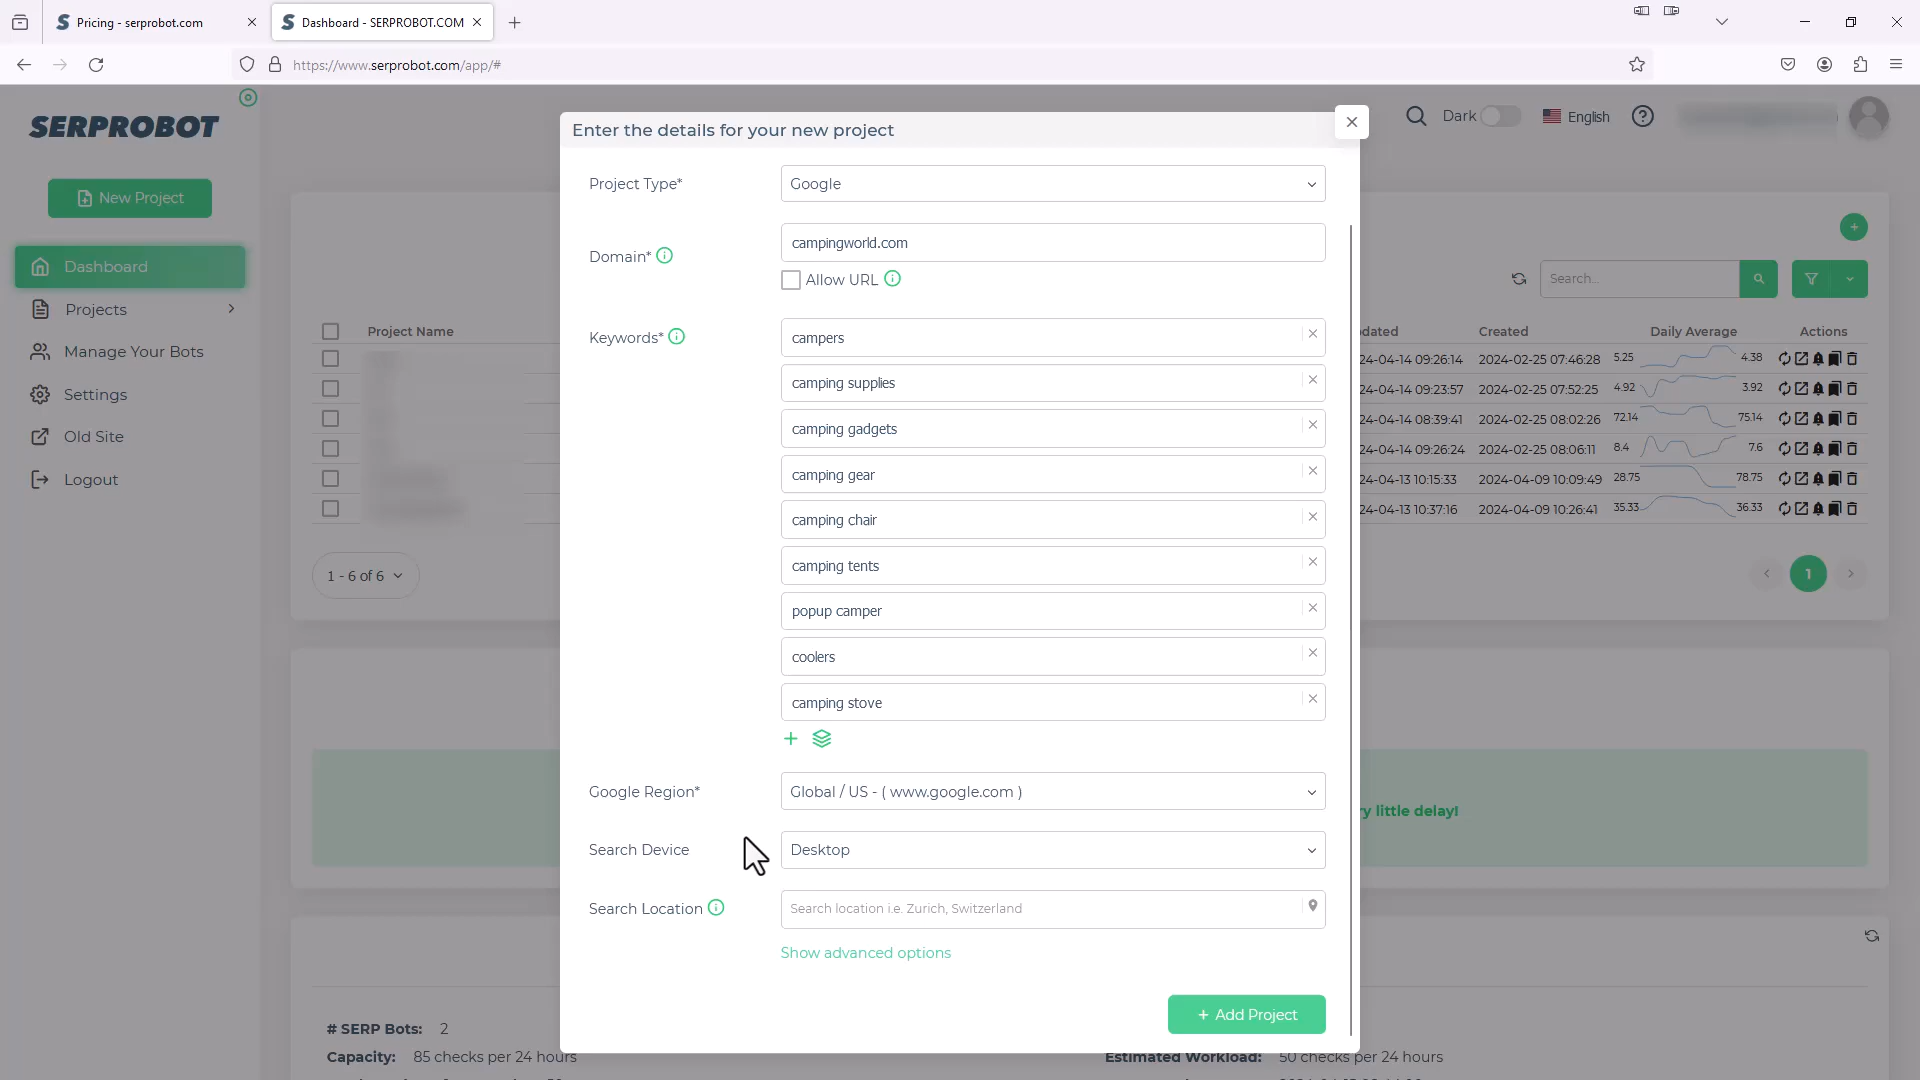 Pricing - serprobot.com
Dashboard - SERPROBOT.COM
https://www.serprobot.com/app/#
SERPROBOT
Dark
English
New Project
Dashboard
Projects
Manage Your Bots
Settings
Old Site
Logout
Enter the details for your new project
Project Type*
Google
Domain*
campingworld.com
Allow URL
Keywords*
campers
camping supplies
camping gadgets
camping gear
camping chair
camping tents
popup camper
coolers
camping stove
Google Region*
Global / US - ( www.google.com )
Search Device
Desktop
Search Location
Search location i.e. Zurich, Switzerland
Show advanced options
+ Add Project
Search...
Project Name
dated Created Daily Average Actions
24-04-14 09:26:14 2024-02-25 07:46:28 5.25 4.38
24-04-14 09:23:57 2024-02-25 07:52:25 4.92 3.92
24-04-14 08:39:41 2024-02-25 08:02:26 72.14 75.14
24-04-14 09:26:24 2024-02-25 08:06:11 8.4 7.6
24-04-13 10:15:33 2024-04-09 10:09:49 28.75 78.75
24-04-13 10:37:16 2024-04-09 10:26:41 35.33 36.33
1 - 6 of 6
1
ry little delay!
# SERP Bots: 2
Capacity: 85 checks per 24 hours
Estimated Workload: 50 checks per 24 hours